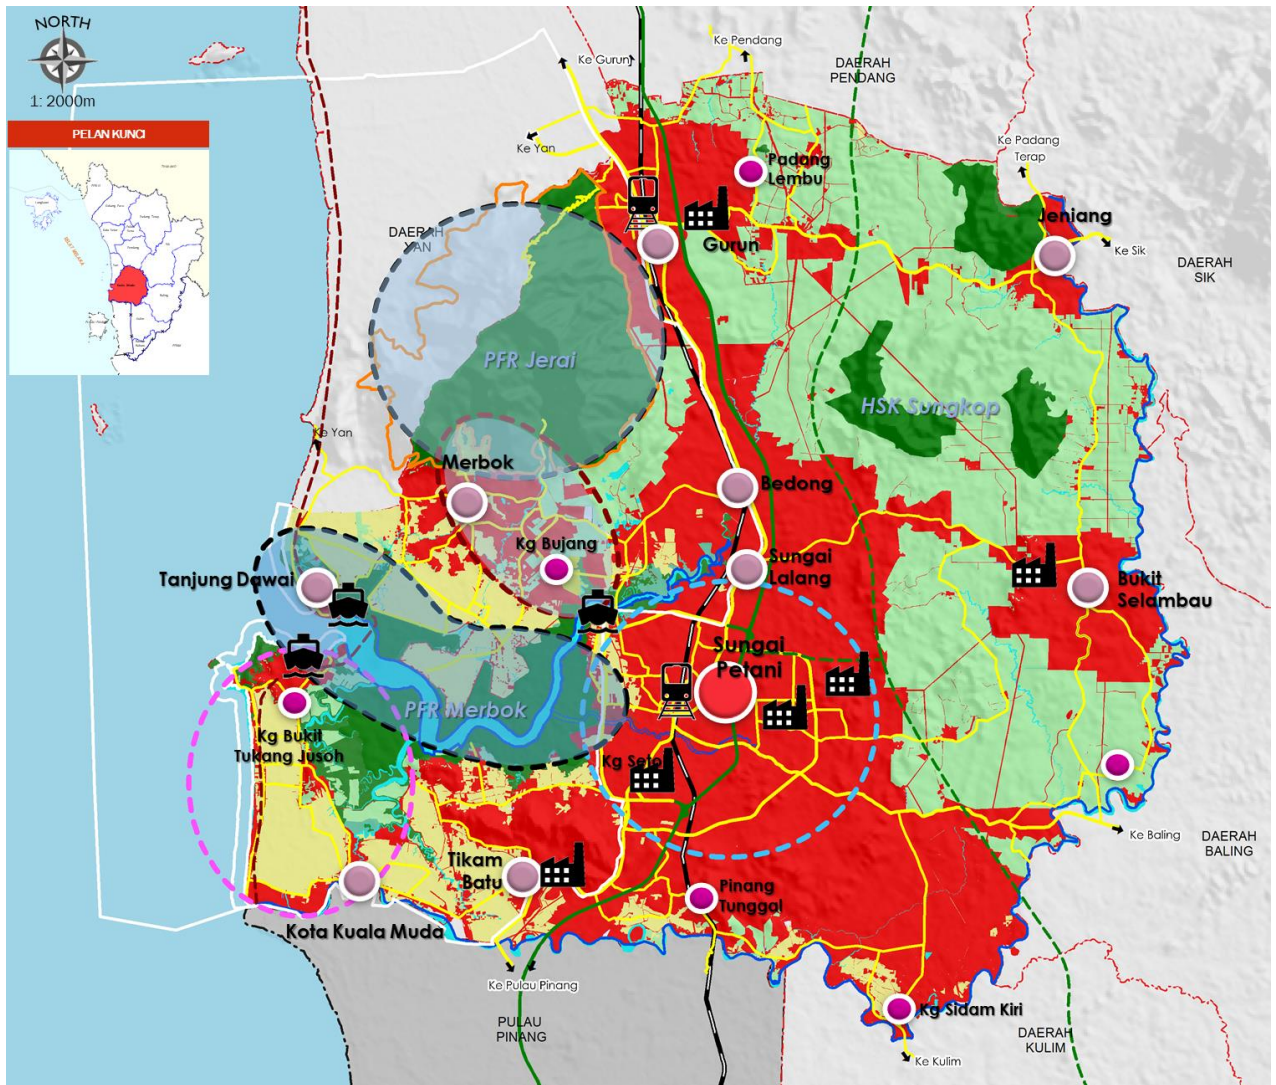 NORTH
1: 2000m
PELAN KUNCI
Ke Gurun
Ke Pendang
DAERAH
PENDANG
Ke Yan
Ke Padang
Terap
Padang
Lembu
Jeniang
Ke Sik
DAERAH
SIK
DAERAH
YAN
Gurun
PFR Jerai
HSK Sungkop
Ke Yan
Merbok
Bedong
Kg Bujang
Sungai
Lalang
Tanjung Dawai
Bukit
Selambau
Sungai
Petani
PFR Merbok
Kg Bukit
Tukang Jusoh
Kg Setol
Ke Baling
DAERAH
BALING
Tikam
Batu
Pinang
Tunggal
Kota Kuala Muda
Ke Pulau Pinang
PULAU
PINANG
Kg Sidam Kiri
DAERAH
KULIM
Ke Kulim